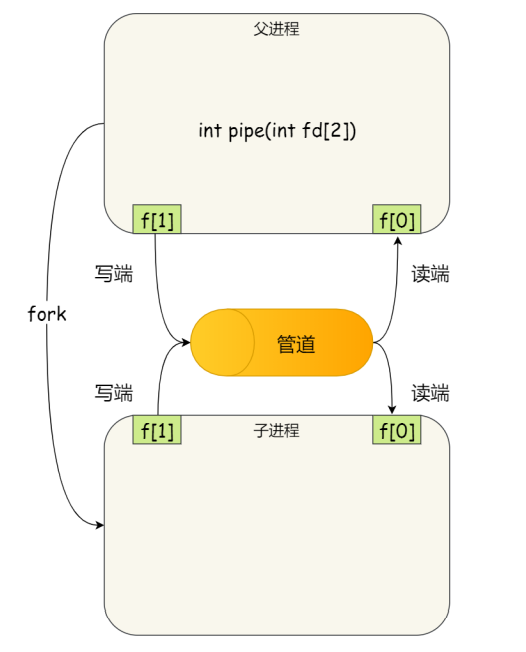 父进程
int pipe(int fd[2])
f[1]
f[0]
写端
读端
fork
管道
写端
读端
f[1]
子进程
f[0]